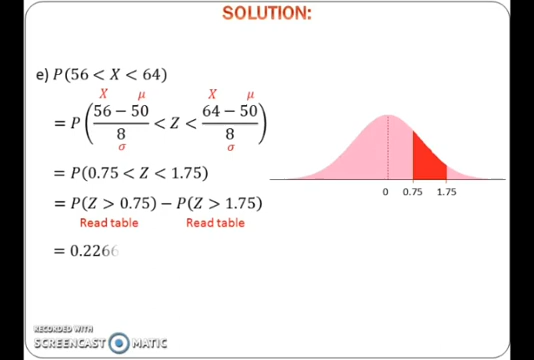 SOLUTION:
e) P(56 < X < 64)
X μ X μ
= P((56 − 50)/8 < Z < (64 − 50)/8)
σ σ
= P(0.75 < Z < 1.75)
= P(Z > 0.75) − P(Z > 1.75)
Read table Read table
= 0.2266
0 0.75 1.75
RECORDED WITH
SCREENCAST MATIC